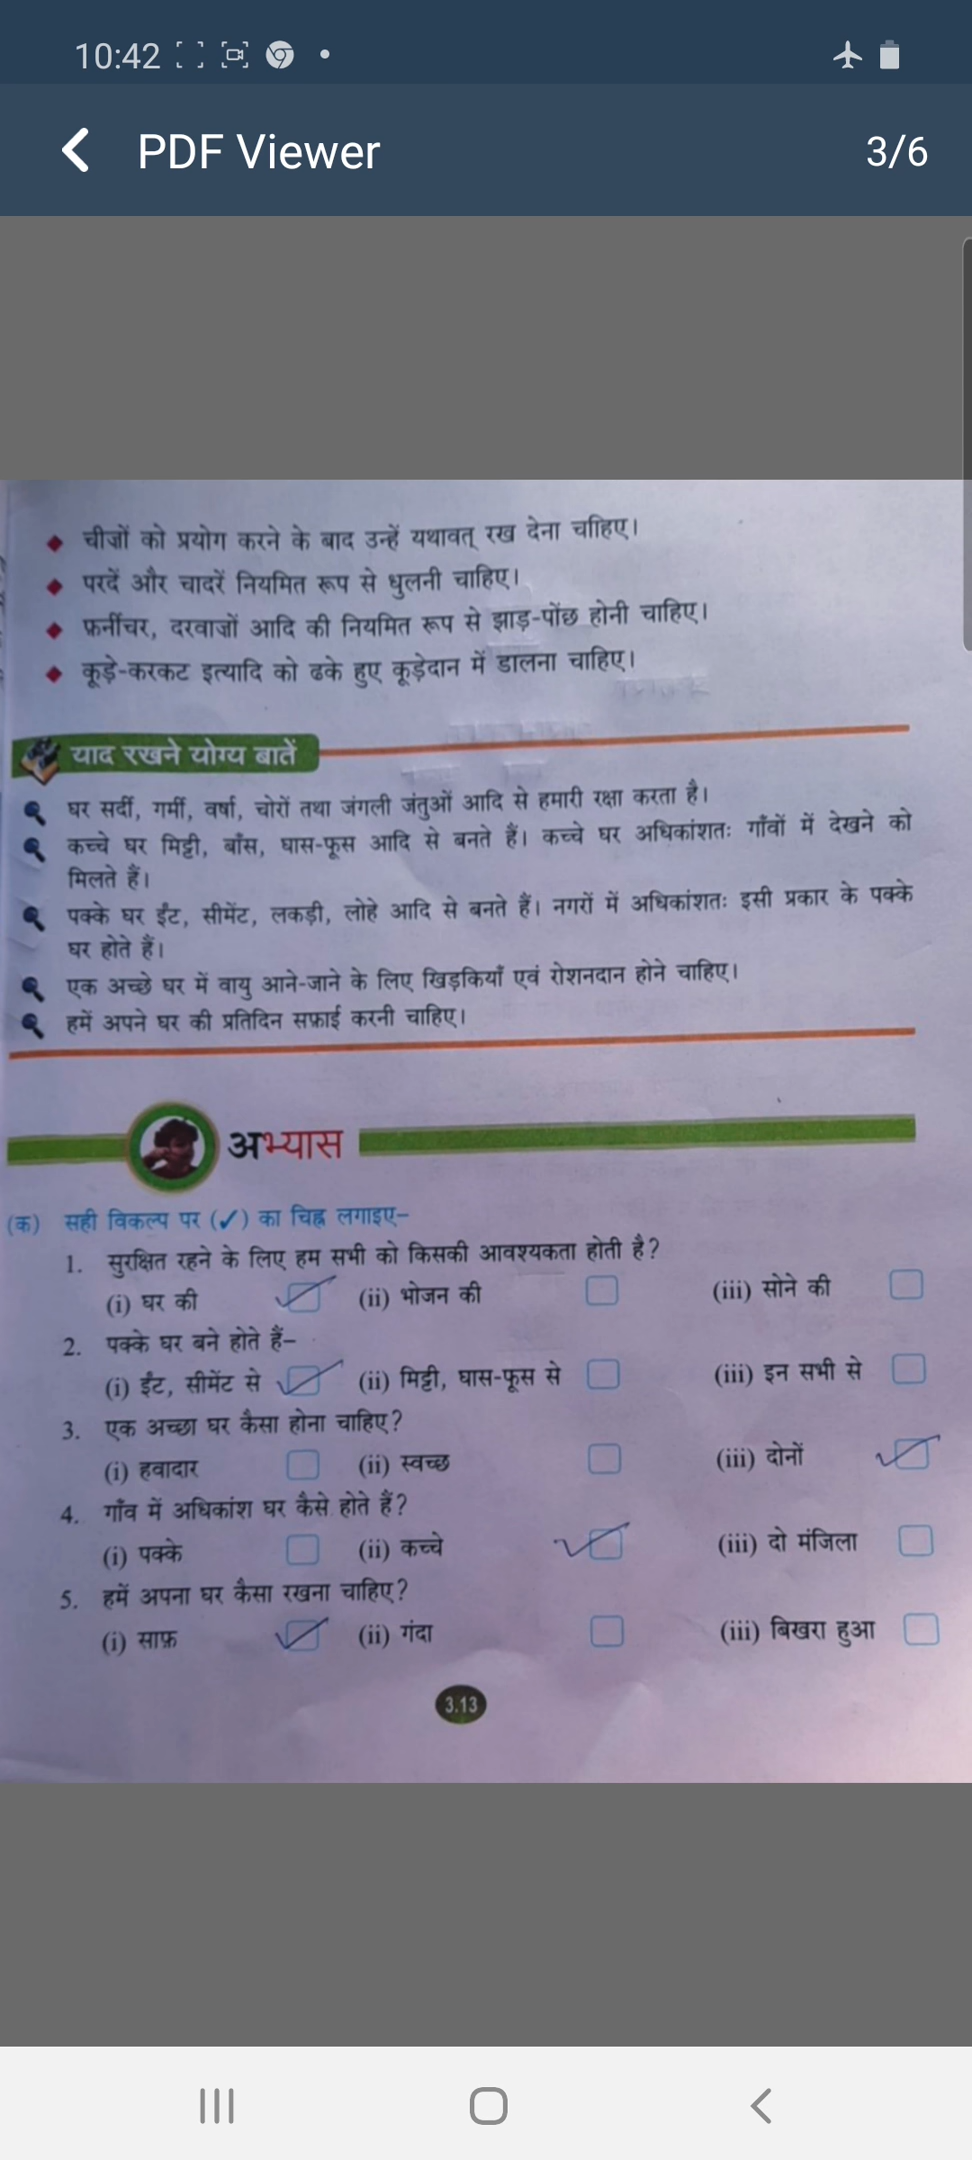 10:42
PDF Viewer
3/6
चीज़ों को प्रयोग करने के बाद उन्हें यथावत् रख देना चाहिए।
परदें और चादरें नियमित रूप से धुलनी चाहिए।
फ़र्नीचर, दरवाज़ों आदि की नियमित रूप से झाड़-पोंछ होनी चाहिए।
कूड़े-करकट इत्यादि को ढके हुए कूड़ेदान में डालना चाहिए।
याद रखने योग्य बातें
घर सर्दी, गर्मी, वर्षा, चोरों तथा जंगली जंतुओं आदि से हमारी रक्षा करता है।
कच्चे घर मिट्टी, बाँस, घास-फूस आदि से बनते हैं। कच्चे घर अधिकांशतः गाँवों में देखने को
मिलते हैं।
पक्के घर ईंट, सीमेंट, लकड़ी, लोहे आदि से बनते हैं। नगरों में अधिकांशतः इसी प्रकार के पक्के
घर होते हैं।
एक अच्छे घर में वायु आने-जाने के लिए खिड़कियाँ एवं रोशनदान होने चाहिए।
हमें अपने घर की प्रतिदिन सफ़ाई करनी चाहिए।
अभ्यास
(क) सही विकल्प पर (✓) का चिह्न लगाइए–
1. सुरक्षित रहने के लिए हम सभी को किसकी आवश्यकता होती है?
(i) घर की ✓ (ii) भोजन की (iii) सोने की
2. पक्के घर बने होते हैं–
(i) ईंट, सीमेंट से ✓ (ii) मिट्टी, घास-फूस से (iii) इन सभी से
3. एक अच्छा घर कैसा होना चाहिए?
(i) हवादार (ii) स्वच्छ (iii) दोनों ✓
4. गाँव में अधिकांश घर कैसे होते हैं?
(i) पक्के (ii) कच्चे ✓ (iii) दो मंजिला
5. हमें अपना घर कैसा रखना चाहिए?
(i) साफ़ ✓ (ii) गंदा (iii) बिखरा हुआ
3.13